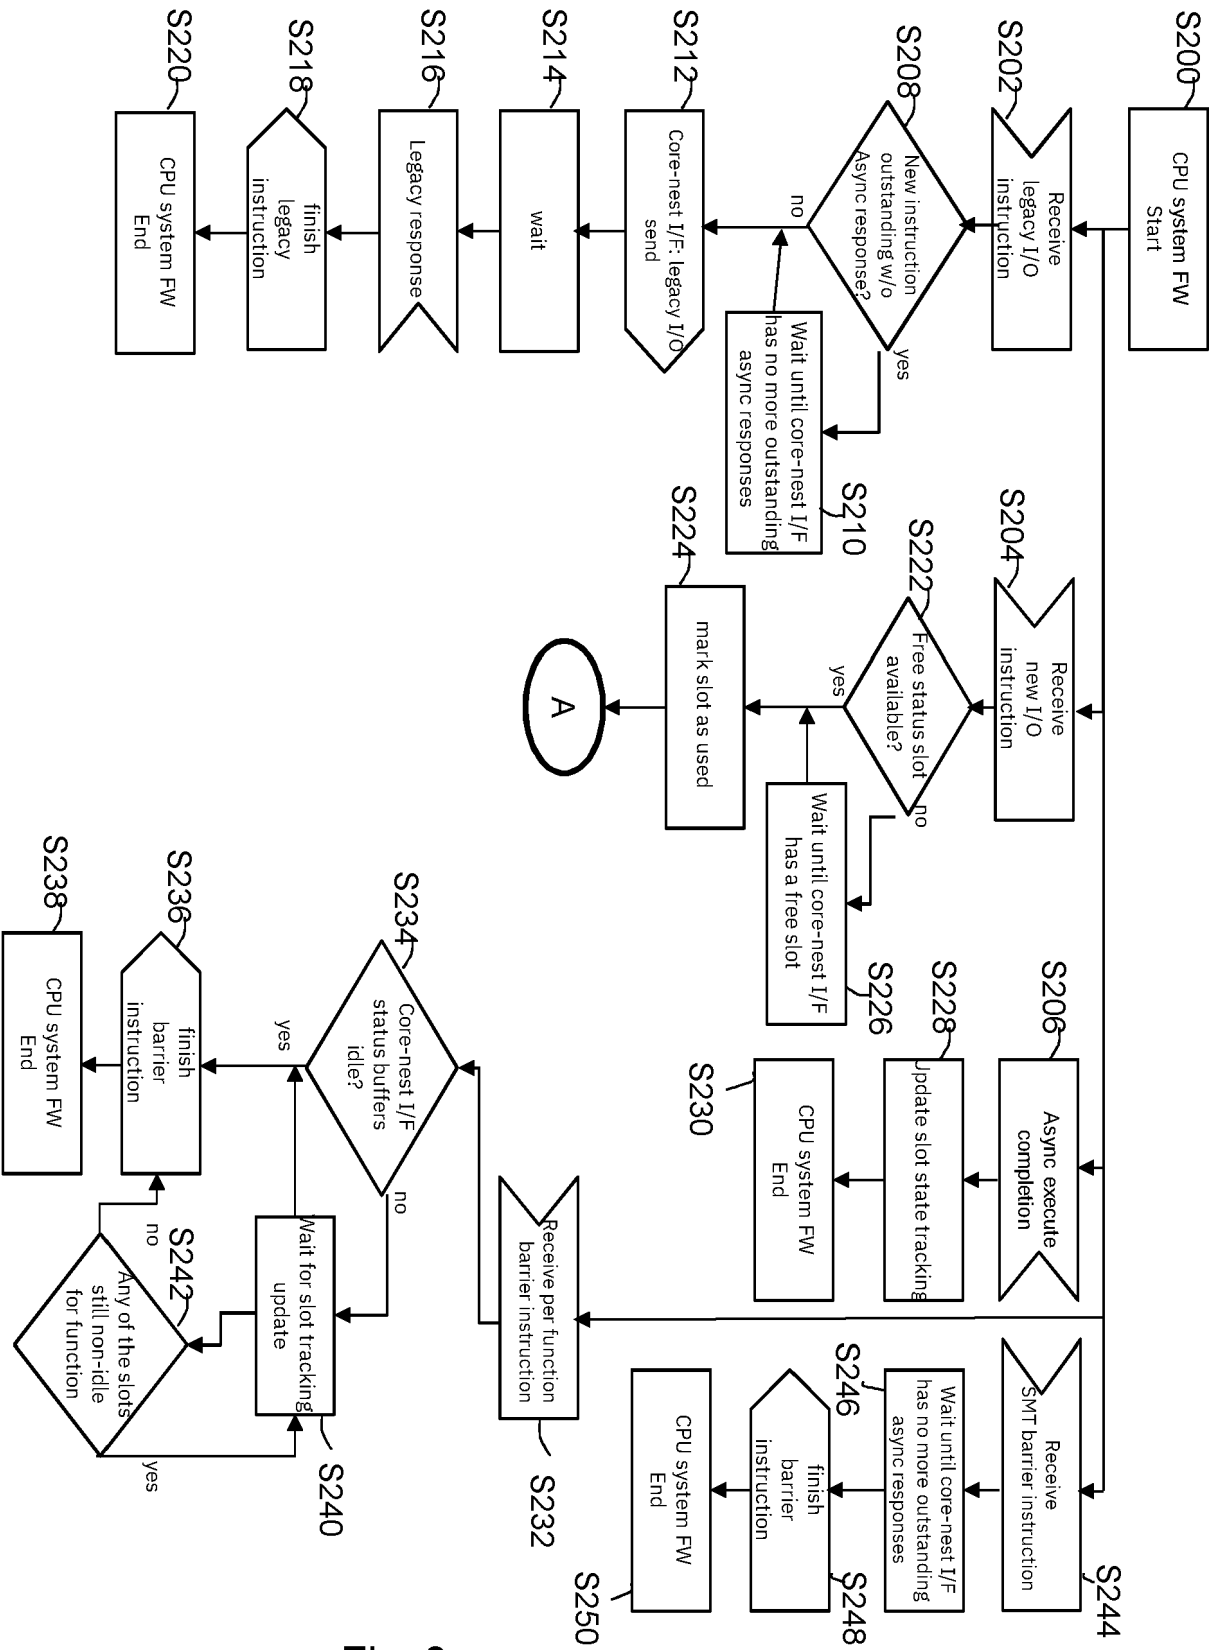 S200
CPU system FW
Start
S202
Receive
legacy I/O
instruction
S208
New instruction
outstanding w/o
Async response?
yes
no
S210
Wait until core-nest I/F
has no more outstanding
async responses
S212
Core-nest I/F: legacy I/O
send
S214
wait
S216
Legacy response
S218
finish
legacy
instruction
S220
CPU system FW
End
S204
Receive
new I/O
instruction
S222
Free status slot
available?
no
yes
S226
Wait until core-nest I/F
has a free slot
S224
mark slot as used
A
S206
Async execute
completion
S228
Update slot state tracking
S230
CPU system FW
End
S232
Receive per function
barrier instruction
S234
Core-nest I/F
status buffers
idle?
no
yes
S240
Wait for slot tracking
update
S242
Any of the slots
still non-idle
for function
no
yes
S236
finish
barrier
instruction
S238
CPU system FW
End
S244
Receive
SMT barrier instruction
S246
Wait until core-nest I/F
has no more outstanding
async responses
S248
finish
barrier
instruction
S250
CPU system FW
End